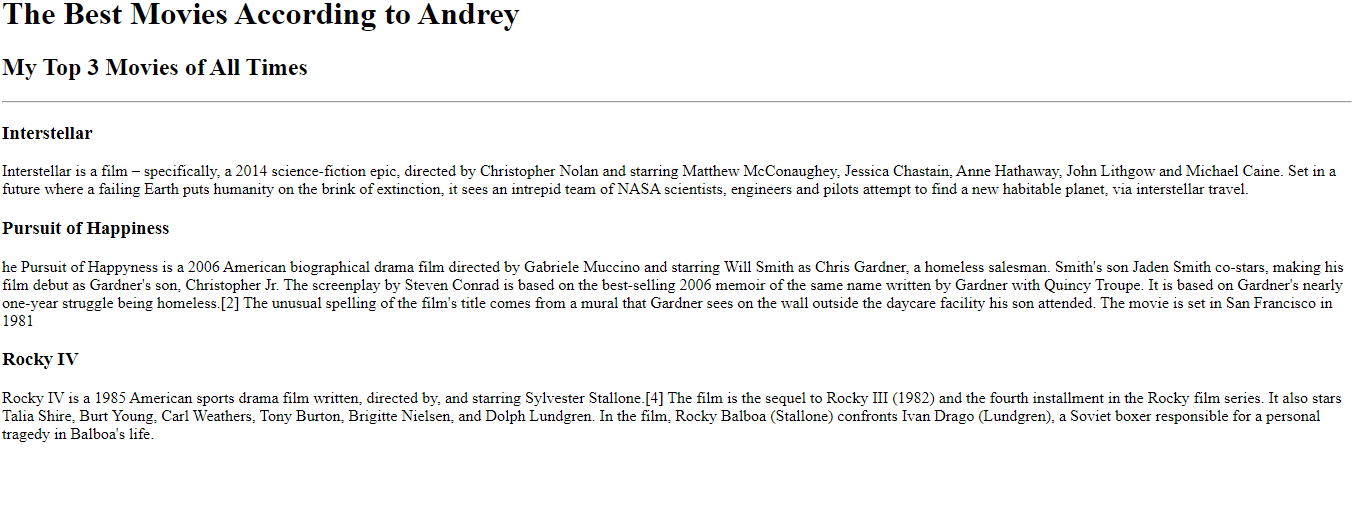 The Best Movies According to Andrey
My Top 3 Movies of All Times
Interstellar
Interstellar is a film – specifically, a 2014 science-fiction epic, directed by Christopher Nolan and starring Matthew McConaughey, Jessica Chastain, Anne Hathaway, John Lithgow and Michael Caine. Set in a
future where a failing Earth puts humanity on the brink of extinction, it sees an intrepid team of NASA scientists, engineers and pilots attempt to find a new habitable planet, via interstellar travel.
Pursuit of Happiness
he Pursuit of Happyness is a 2006 American biographical drama film directed by Gabriele Muccino and starring Will Smith as Chris Gardner, a homeless salesman. Smith's son Jaden Smith co-stars, making his
film debut as Gardner's son, Christopher Jr. The screenplay by Steven Conrad is based on the best-selling 2006 memoir of the same name written by Gardner with Quincy Troupe. It is based on Gardner's nearly
one-year struggle being homeless.[2] The unusual spelling of the film's title comes from a mural that Gardner sees on the wall outside the daycare facility his son attended. The movie is set in San Francisco in
1981
Rocky IV
Rocky IV is a 1985 American sports drama film written, directed by, and starring Sylvester Stallone.[4] The film is the sequel to Rocky III (1982) and the fourth installment in the Rocky film series. It also stars
Talia Shire, Burt Young, Carl Weathers, Tony Burton, Brigitte Nielsen, and Dolph Lundgren. In the film, Rocky Balboa (Stallone) confronts Ivan Drago (Lundgren), a Soviet boxer responsible for a personal
tragedy in Balboa's life.